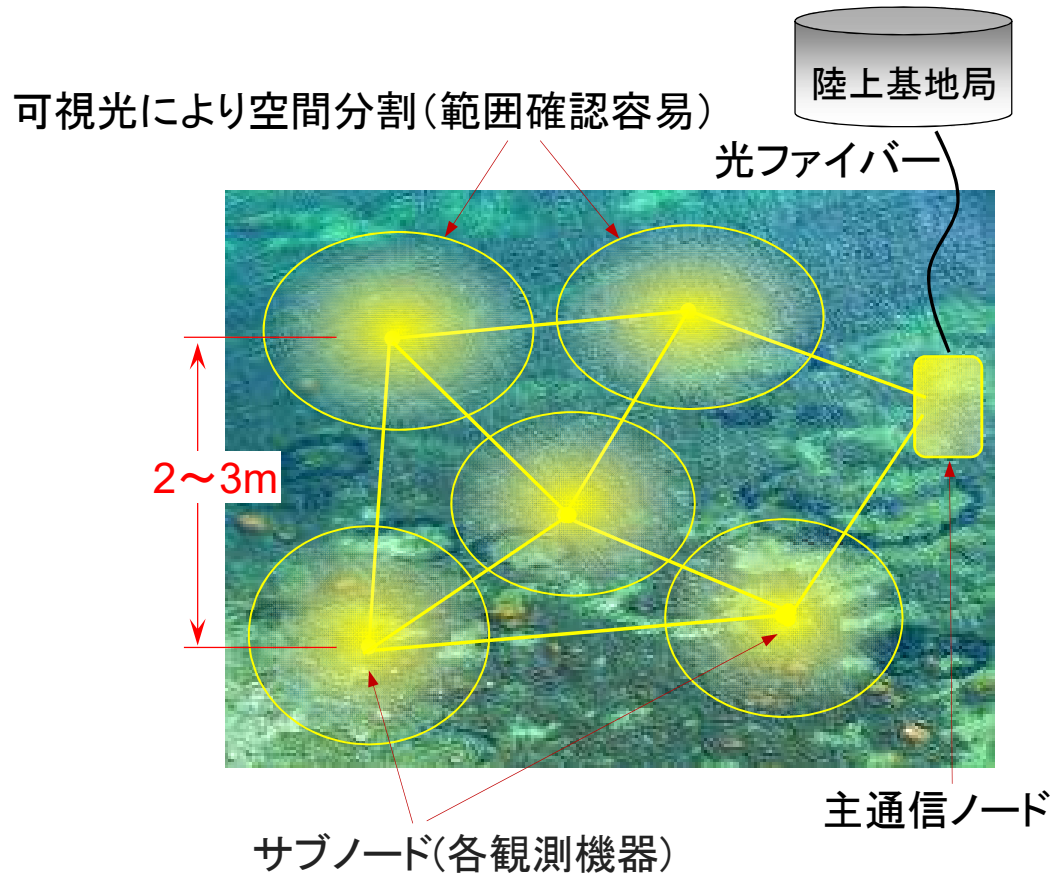 陸上基地局
可視光により空間分割（範囲確認容易）
光ファイバー
2～3m
主通信ノード
サブノード(各観測機器)